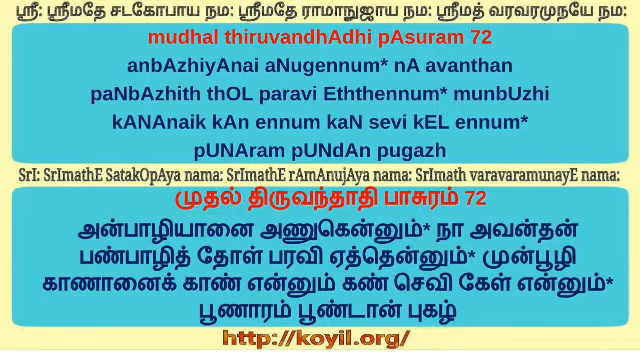 ஸ்ரீ: ஸ்ரீமதே சடகோபாய நம: ஸ்ரீமதே ராமாநுஜாய நம: ஸ்ரீமத் வரவரமுநயே நம:
mudhal thiruvandhAdhi pAsuram 72
anbAzhiyAnai aNugennum* nA avanthan
paNbAzhith thOL paravi Eththennum* munbUzhi
kANAnaik kAn ennum kaN sevi kEL ennum*
pUNAram pUNdAn pugazh
SrI: SrImathE SatakOpAya nama: SrImathE rAmAnujAya nama: SrImath varavaramunayE nama:
முதல் திருவந்தாதி பாசுரம் 72
அன்பாழியானை அணுகென்னும்* நா அவன்தன்
பண்பாழித் தோள் பரவி ஏத்தென்னும்* முன்பூழி
காணானைக் காண் என்னும் கண் செவி கேள் என்னும்*
பூணாரம் பூண்டான் புகழ்
http://koyil.org/